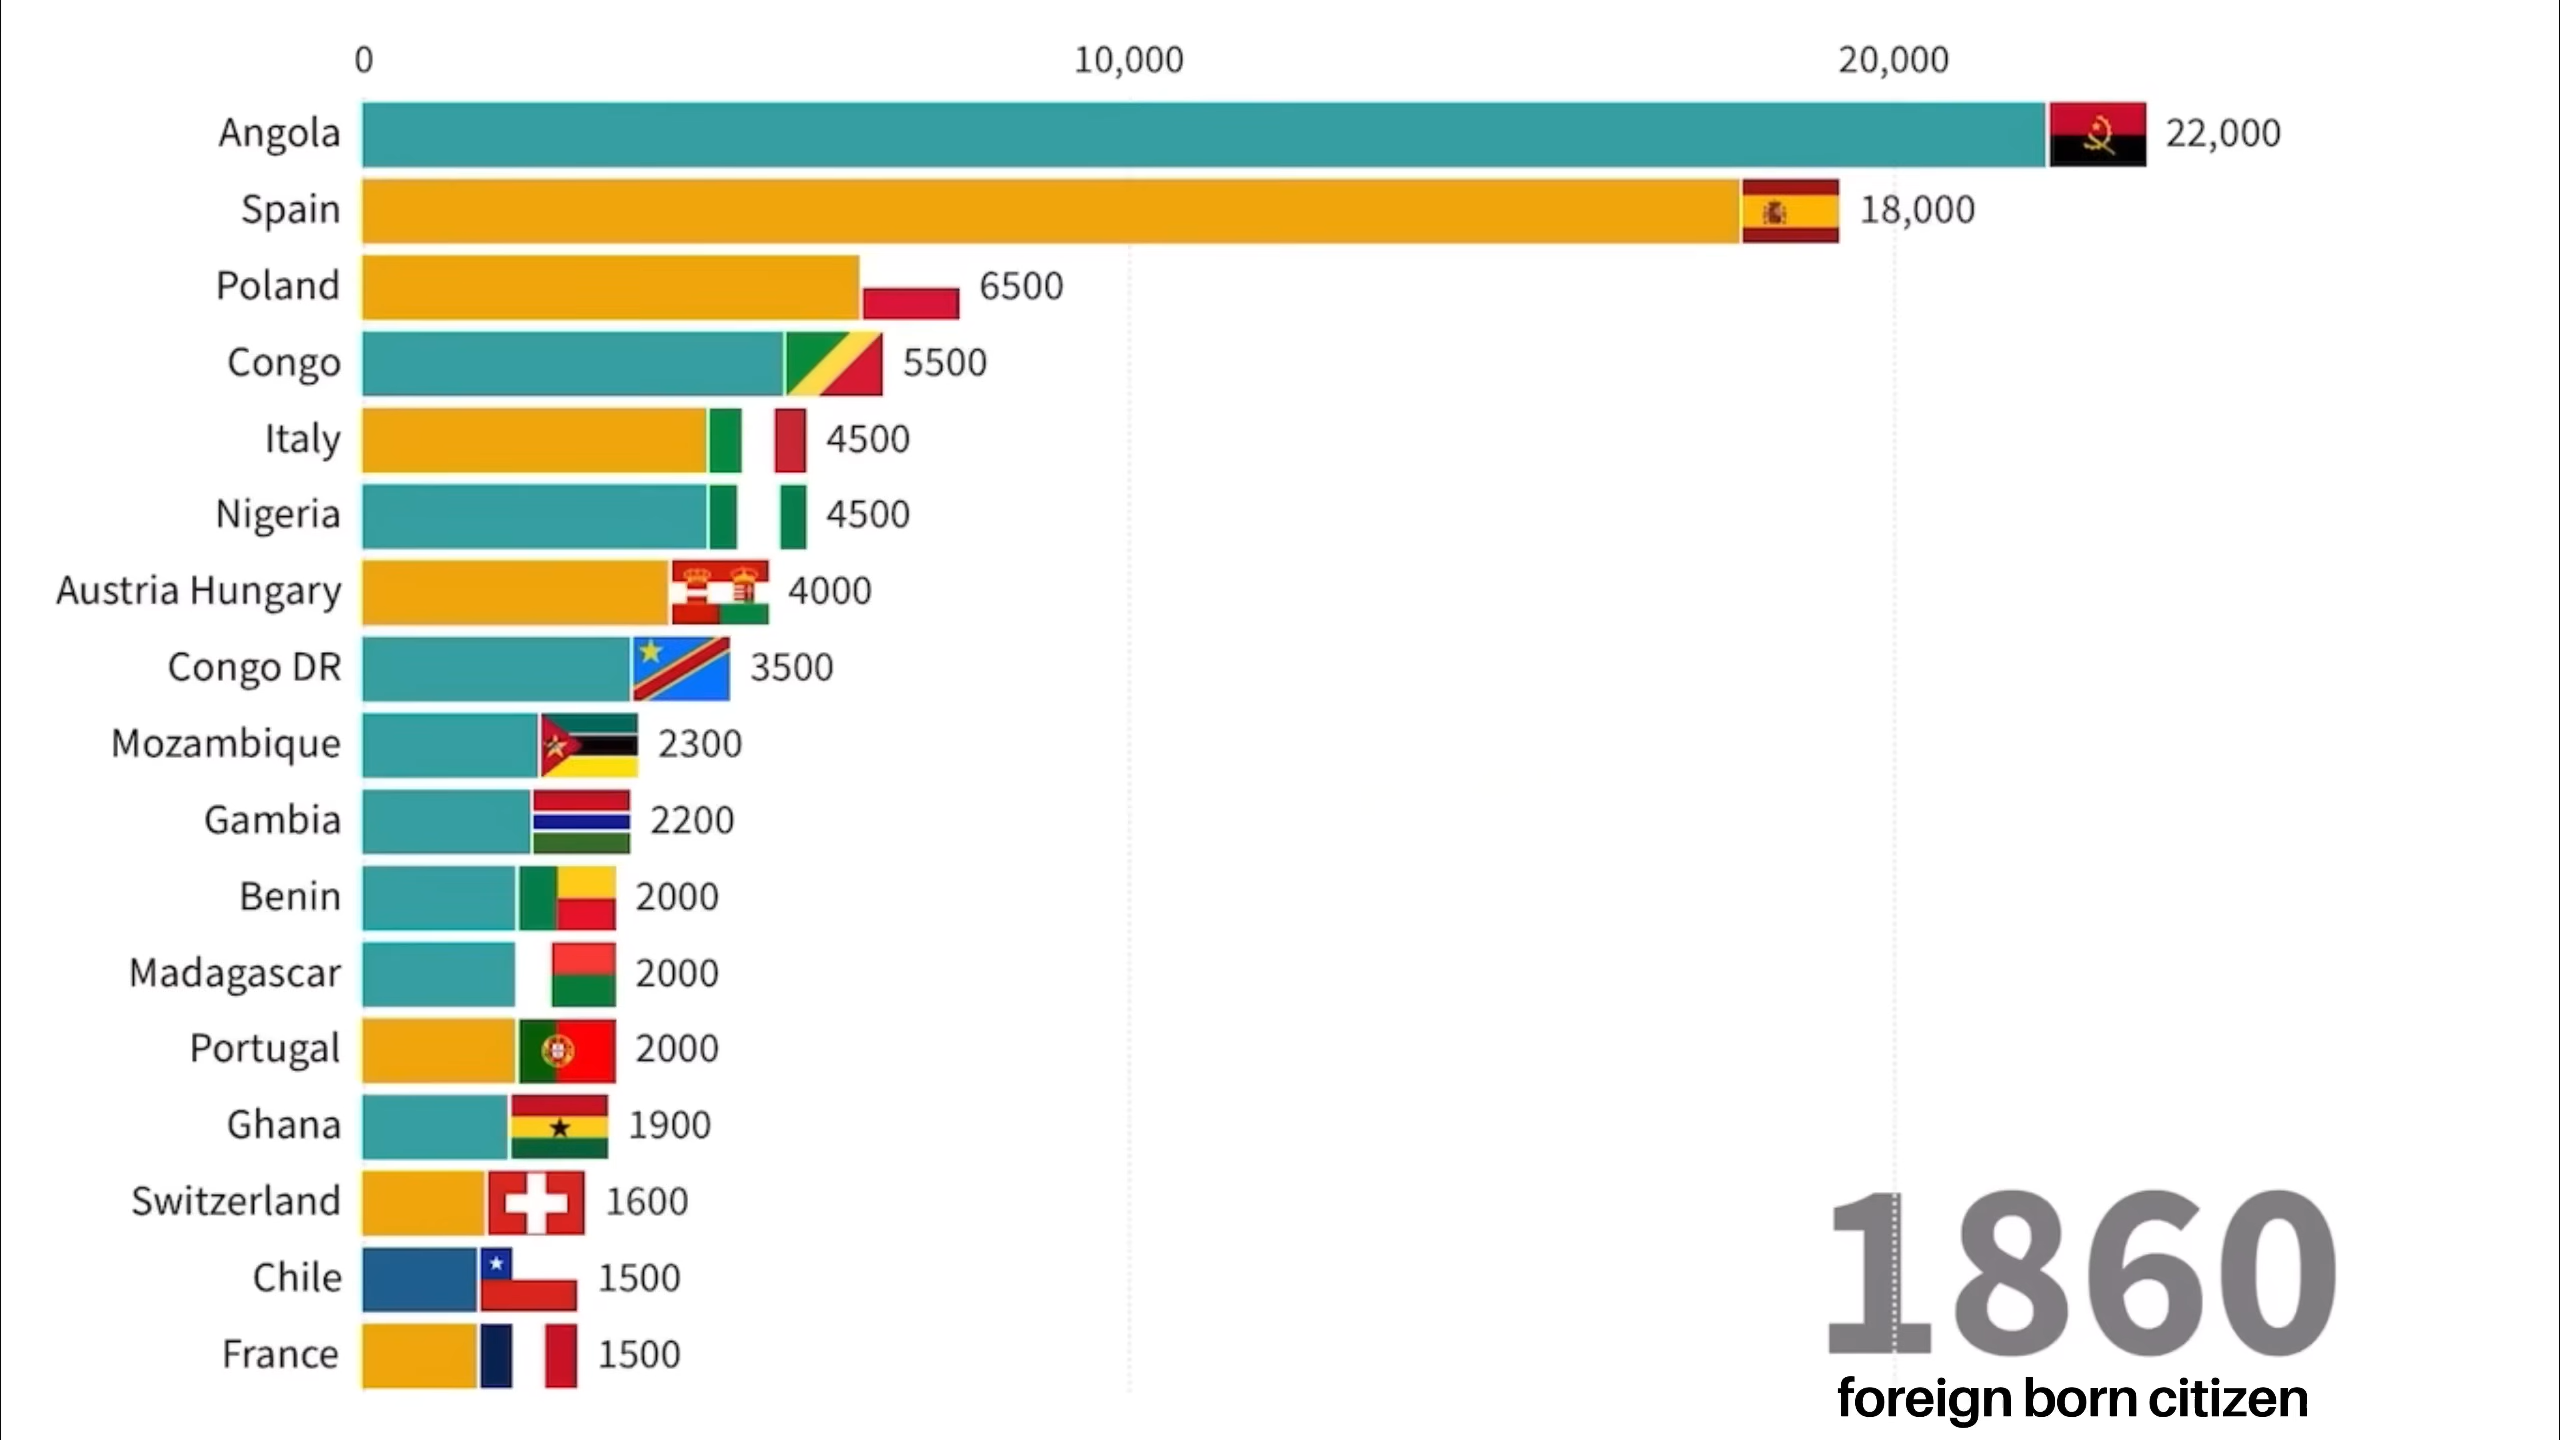 0 10,000 20,000
Angola 22,000
Spain 18,000
Poland 6500
Congo 5500
Italy 4500
Nigeria 4500
Austria Hungary 4000
Congo DR 3500
Mozambique 2300
Gambia 2200
Benin 2000
Madagascar 2000
Portugal 2000
Ghana 1900
Switzerland 1600
Chile 1500
France 1500
1860
foreign born citizen